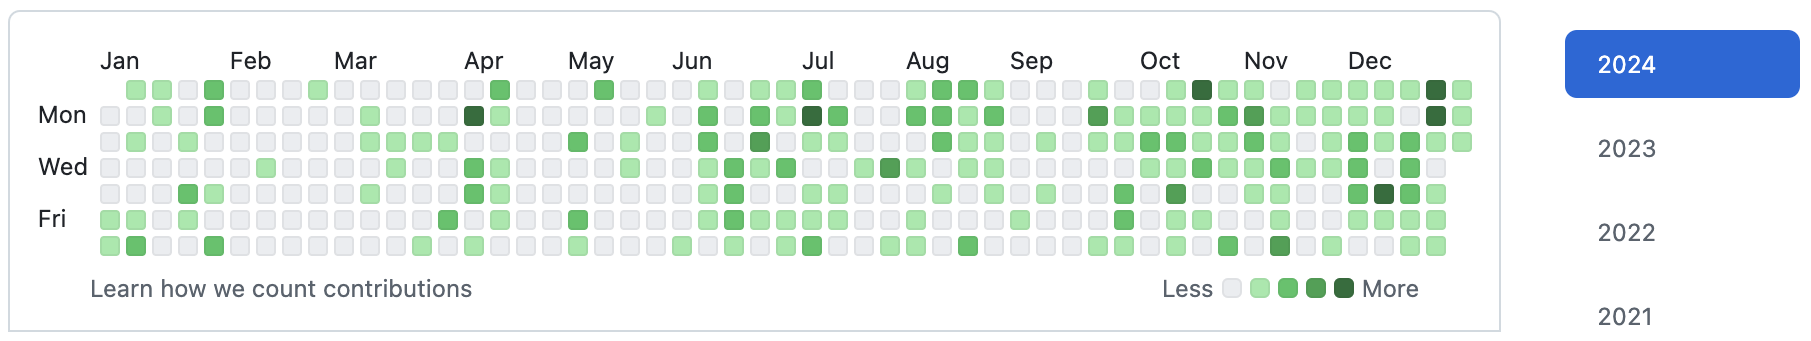 Jan Feb Mar Apr May Jun Jul Aug Sep Oct Nov Dec
Mon
Wed
Fri
Learn how we count contributions
Less More
2024
2023
2022
2021